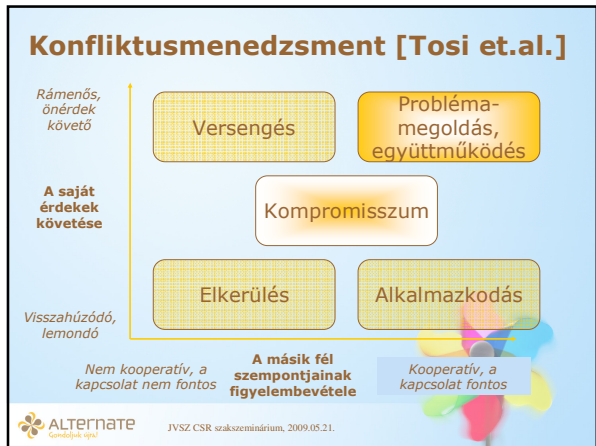 Konfliktusmenedzsment [Tosi et.al.]
Rámenős,
önérdek
követő
Versengés
Probléma-
megoldás,
együttműködés
A saját
érdekek
követése
Kompromisszum
Elkerülés
Alkalmazkodás
Visszahúzódó,
lemondó
Nem kooperatív, a
kapcsolat nem fontos
A másik fél
szempontjainak
figyelembevétele
Kooperatív, a
kapcsolat fontos
ALTERNATE
Gondoljuk újra!
JVSZ CSR szakszeminárium, 2009.05.21.